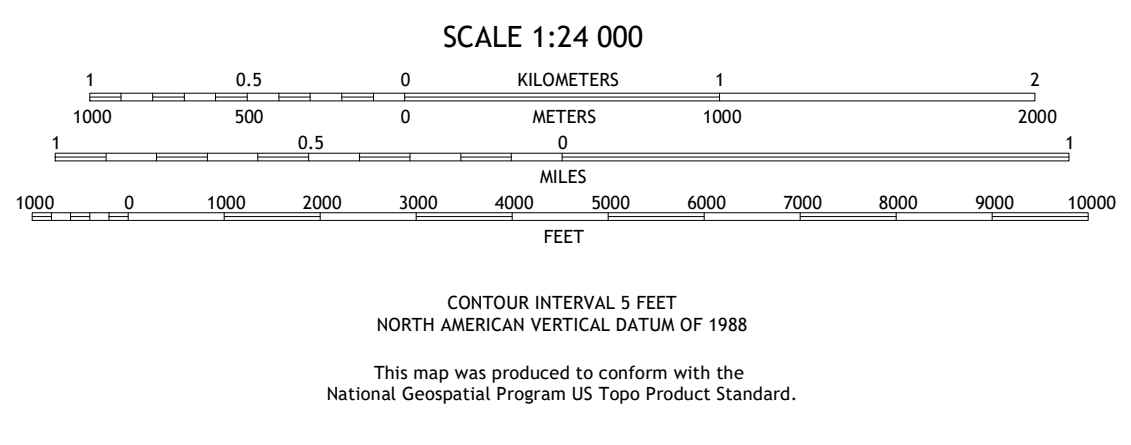 SCALE 1:24 000
1 0.5 0 KILOMETERS 1 2
1000 500 0 METERS 1000 2000
1 0.5 0 1
MILES
1000 0 1000 2000 3000 4000 5000 6000 7000 8000 9000 10000
FEET
CONTOUR INTERVAL 5 FEET
NORTH AMERICAN VERTICAL DATUM OF 1988
This map was produced to conform with the
National Geospatial Program US Topo Product Standard.